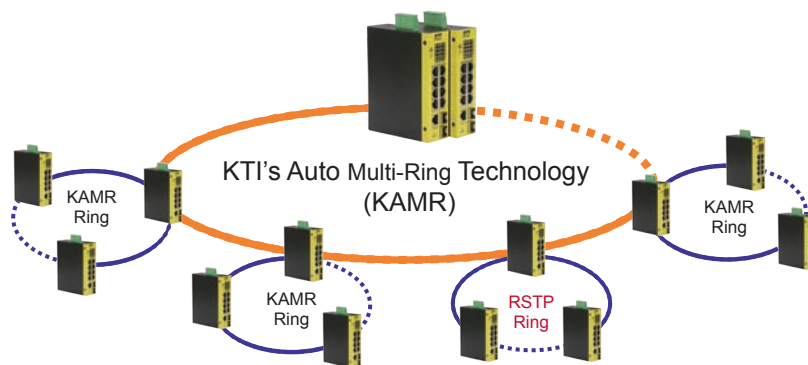 KTI's Auto Multi-Ring Technology
(KAMR)
KAMR
Ring
KAMR
Ring
KAMR
Ring
RSTP
Ring